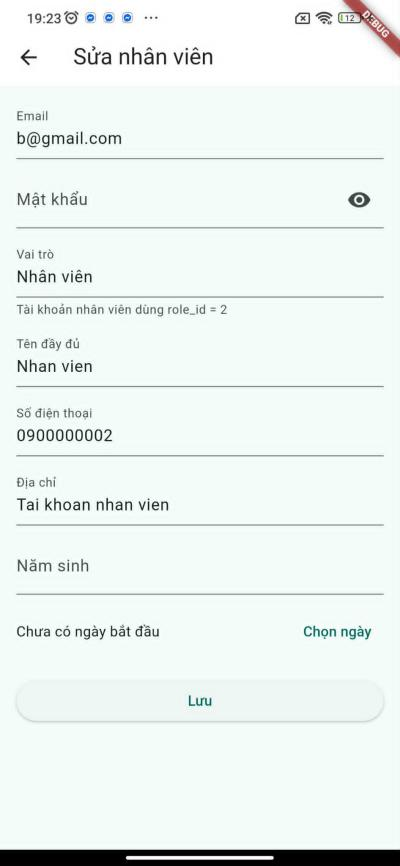 19:23
12
DEBUG
Sửa nhân viên
Email
b@gmail.com
Mật khẩu
Vai trò
Nhân viên
Tài khoản nhân viên dùng role_id = 2
Tên đầy đủ
Nhan vien
Số điện thoại
0900000002
Địa chỉ
Tai khoan nhan vien
Năm sinh
Chưa có ngày bắt đầu
Chọn ngày
Lưu